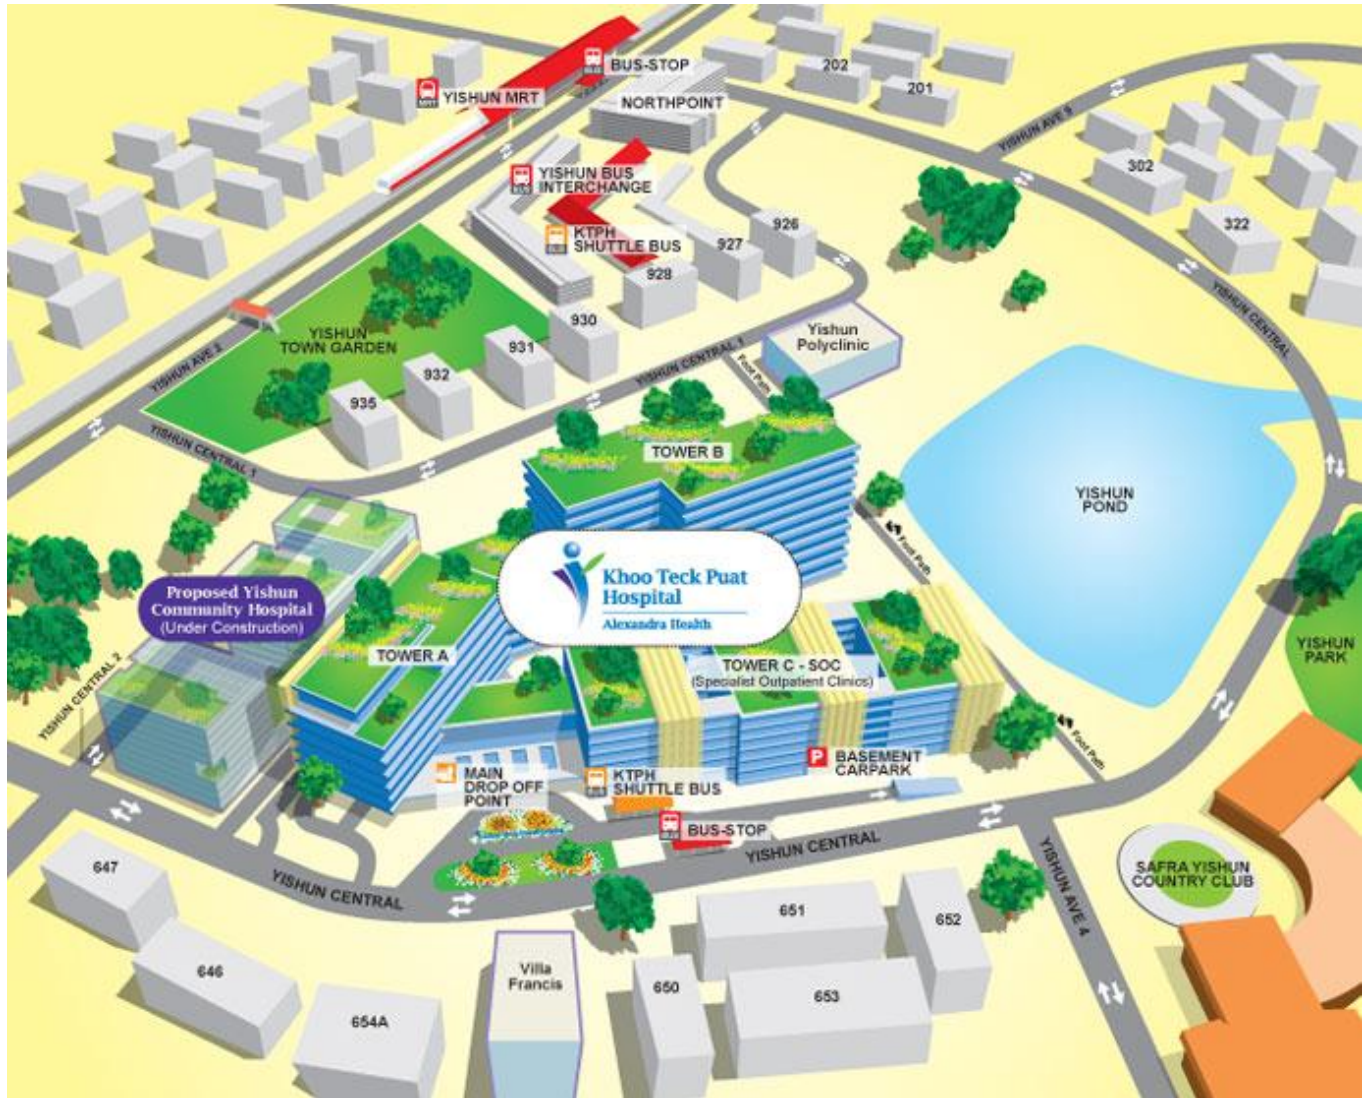 BUS-STOP
MRT
YISHUN MRT
NORTHPOINT
202
201
YISHUN AVE 9
302
322
YISHUN BUS
INTERCHANGE
KTPH
SHUTTLE BUS
926
927
928
930
931
932
935
YISHUN
TOWN GARDEN
YISHUN AVE 2
YISHUN CENTRAL 1
YISHUN CENTRAL 1
YISHUN CENTRAL
Yishun
Polyclinic
Foot Path
TOWER B
YISHUN
POND
Foot Path
Khoo Teck Puat
Hospital
Alexandra Health
Proposed Yishun
Community Hospital
(Under Construction)
TOWER A
TOWER C - SOC
(Specialist Outpatient Clinics)
YISHUN
PARK
YISHUN CENTRAL 2
Foot Path
P
BASEMENT
CARPARK
MAIN
DROP OFF
POINT
KTPH
SHUTTLE BUS
BUS-STOP
YISHUN CENTRAL
YISHUN CENTRAL
YISHUN AVE 4
SAFRA YISHUN
COUNTRY CLUB
647
646
654A
Villa
Francis
650
651
652
653